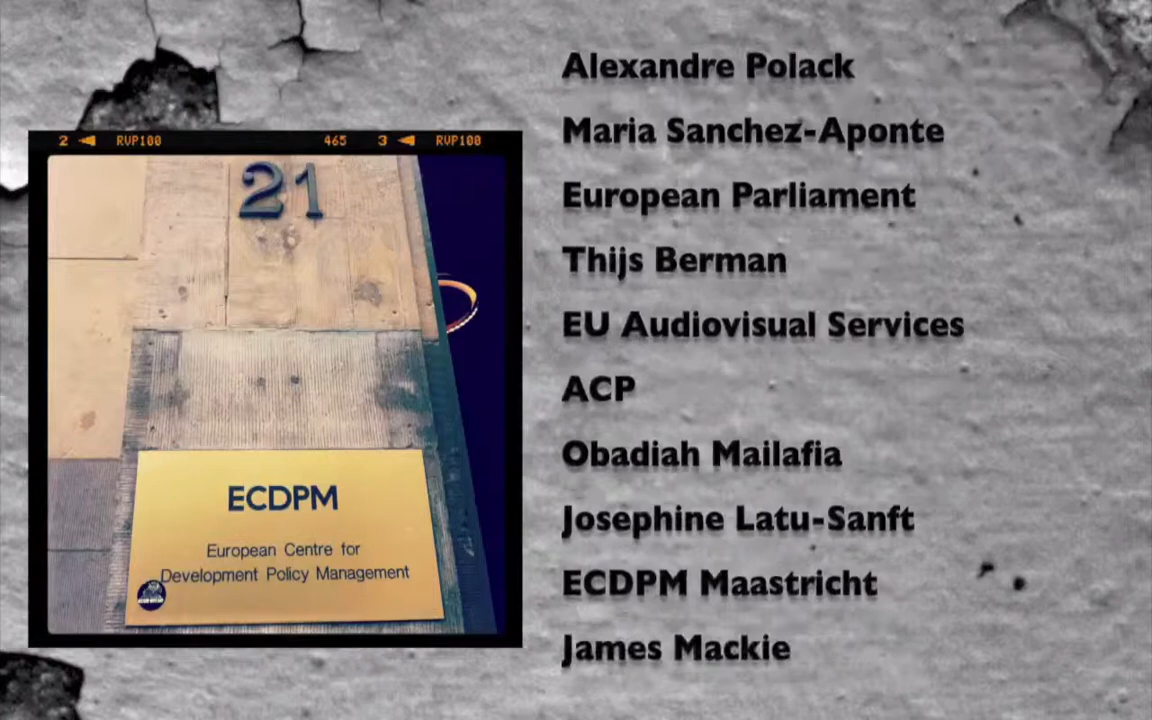 2 RVP100 465 3 RVP100
21
ECDPM
European Centre for
Development Policy Management
Alexandre Polack
Maria Sanchez-Aponte
European Parliament
Thijs Berman
EU Audiovisual Services
ACP
Obadiah Mailafia
Josephine Latu-Sanft
ECDPM Maastricht
James Mackie